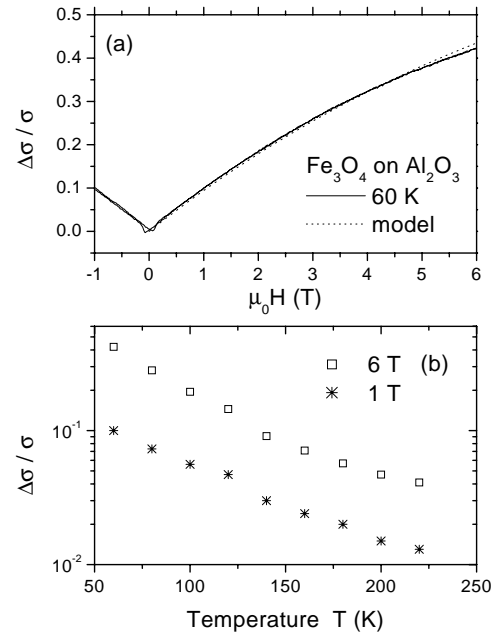 (a)
0.5
0.4
0.3
0.2
0.1
0.0
Δσ / σ
Fe₃O₄ on Al₂O₃
60 K
model
-1 0 1 2 3 4 5 6
μ₀H (T)
(b)
6 T
1 T
10⁻¹
10⁻²
Δσ / σ
50 100 150 200 250
Temperature T (K)